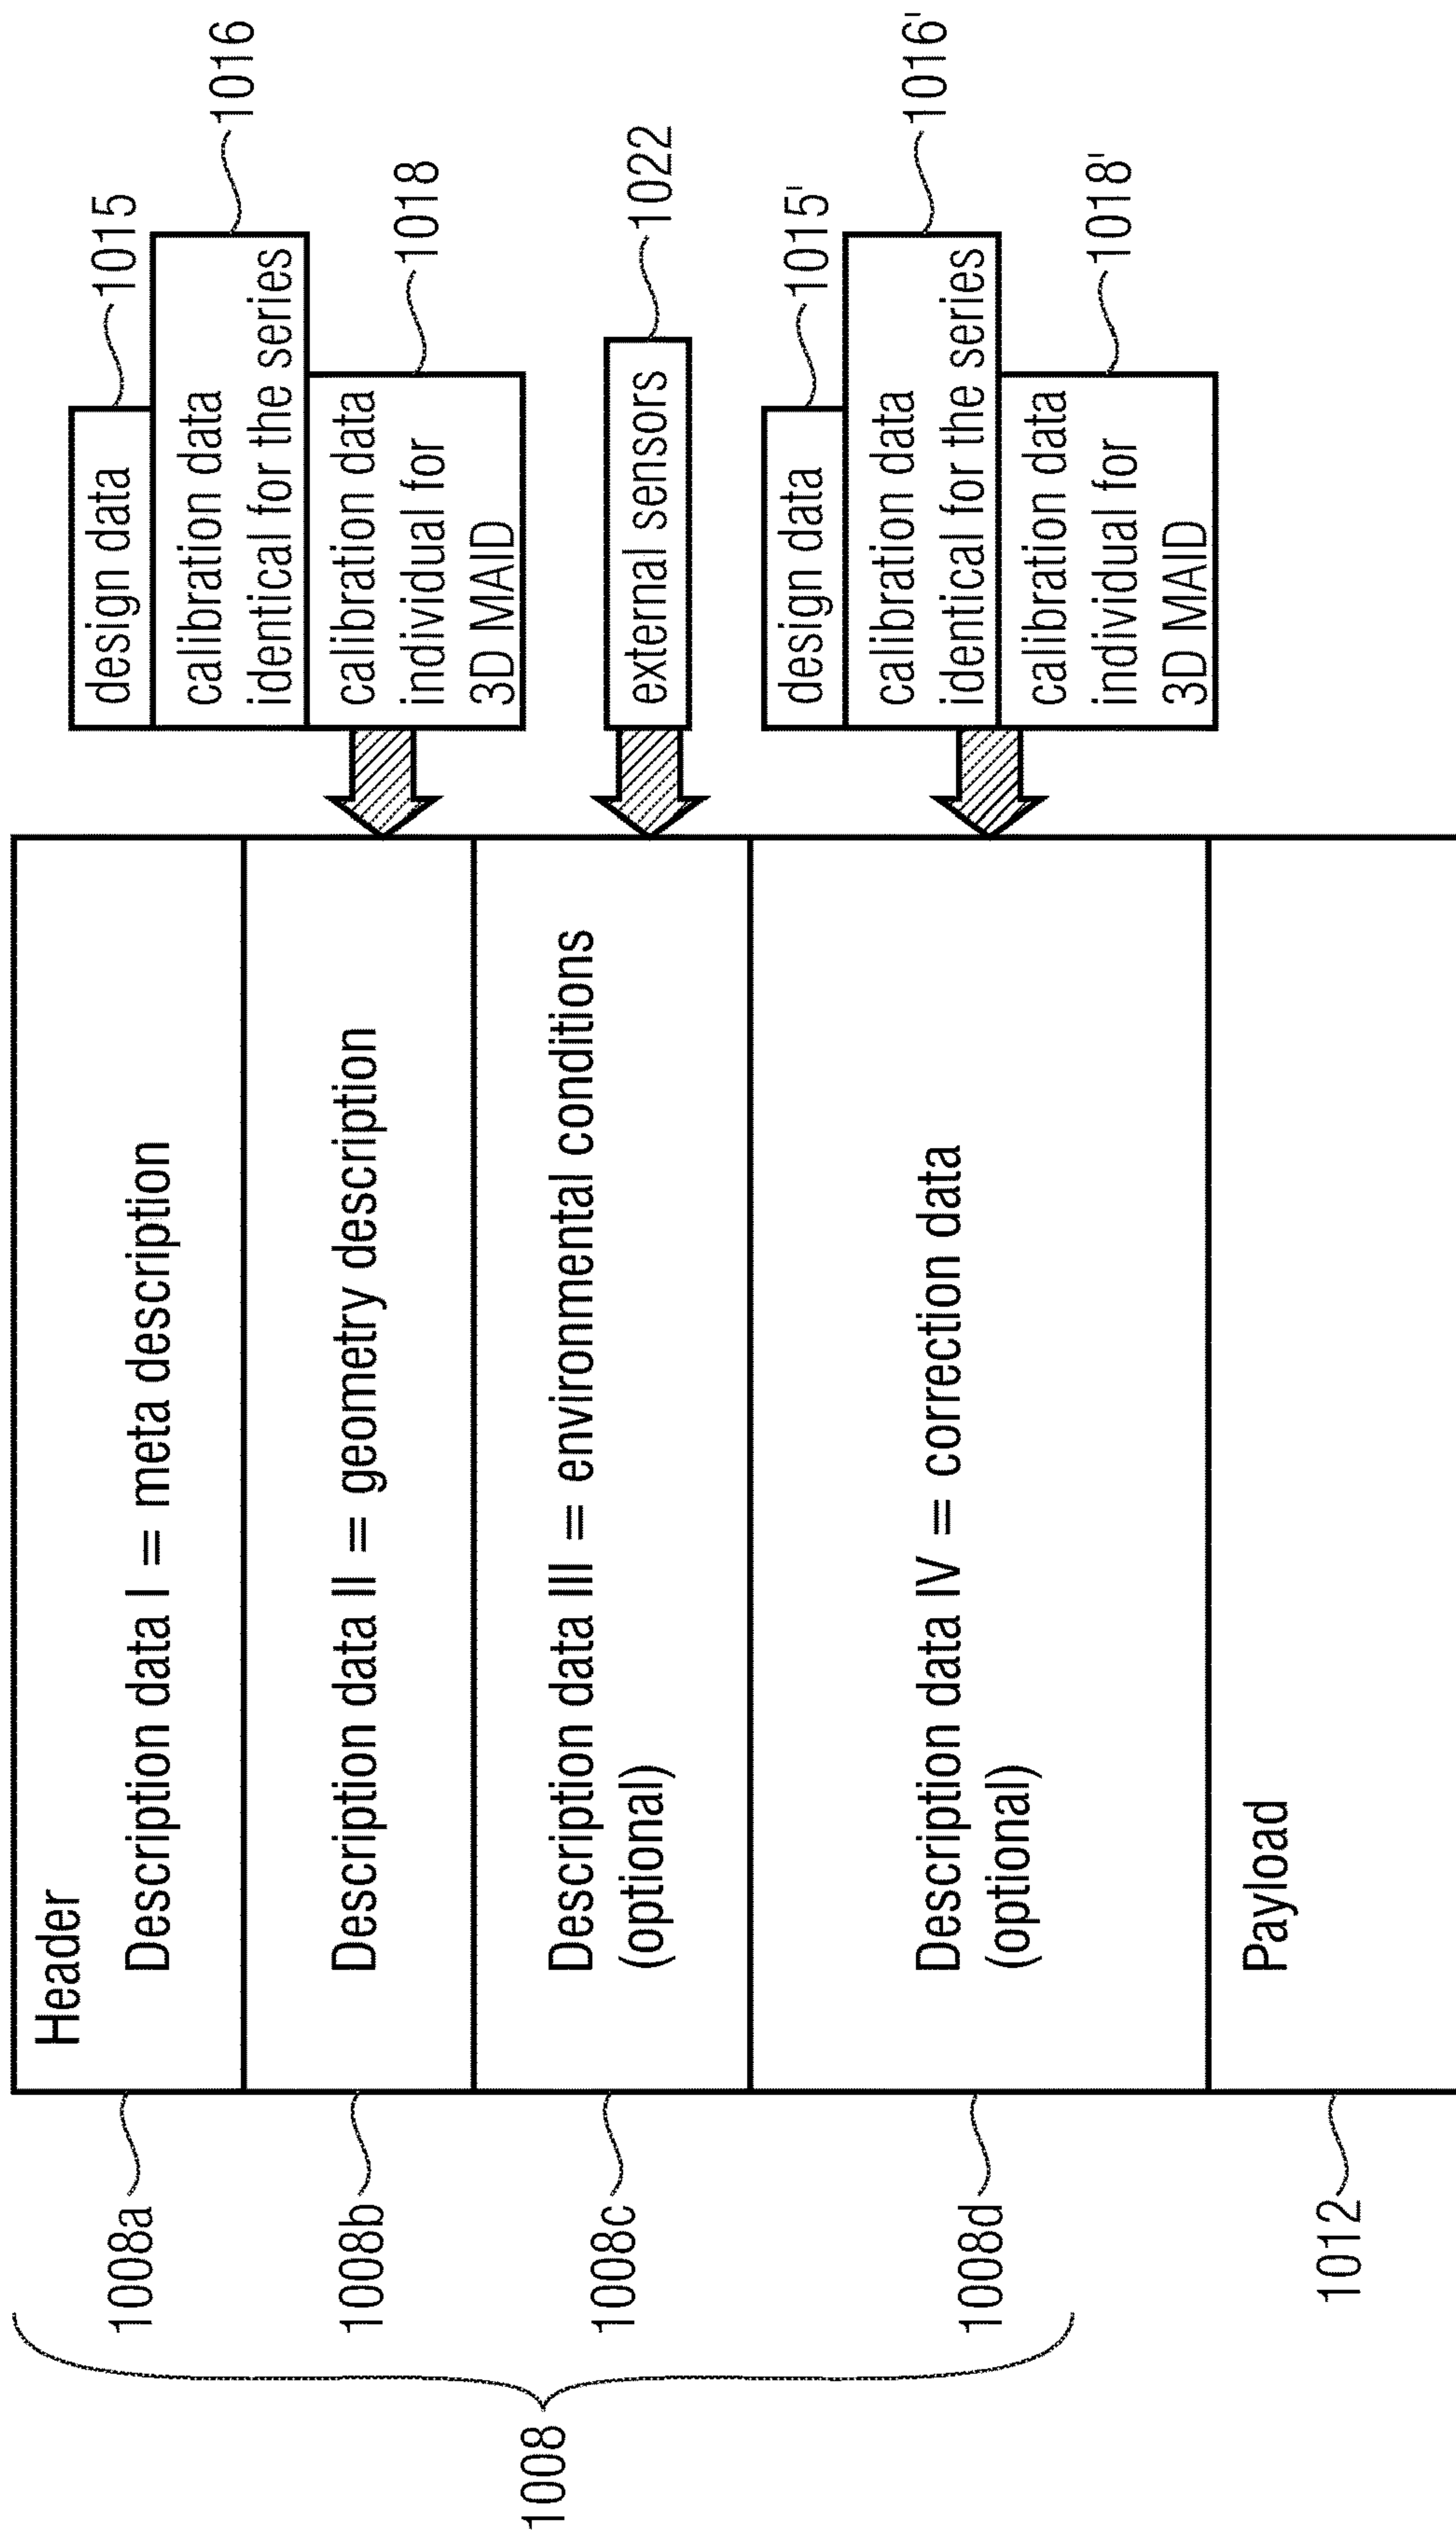 Header
1008a
Description data I = meta description
design data
1015
calibration data
identical for the series
1016
1008b
Description data II = geometry description
calibration data
individual for
3D MAID
1018
1008
1008c
Description data III = environmental conditions
(optional)
external sensors
1022
design data
1015'
calibration data
identical for the series
1016'
1008d
Description data IV = correction data
(optional)
calibration data
individual for
3D MAID
1018'
1012
Payload